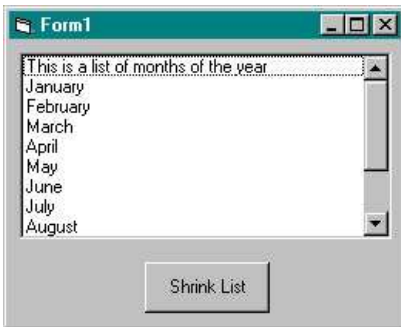 Form1
This is a list of months of the year
January
February
March
April
May
June
July
August
Shrink List